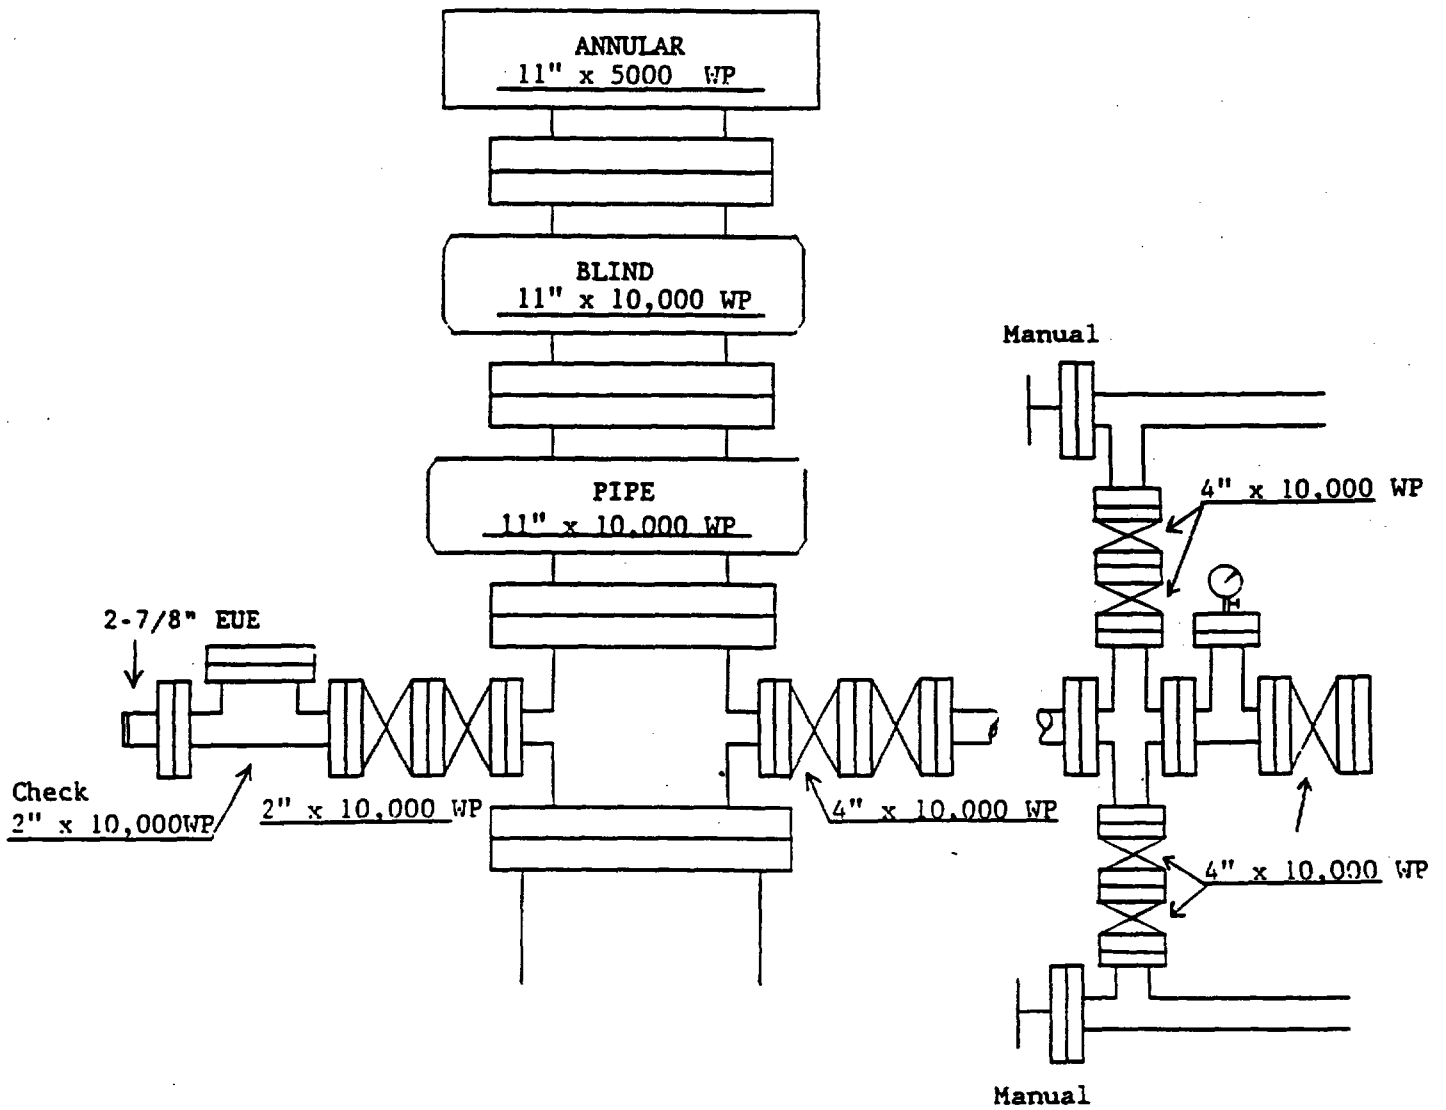 ANNULAR
11" x 5000 WP
BLIND
11" x 10,000 WP
PIPE
11" x 10,000 WP
Manual
4" x 10,000 WP
2-7/8" EUE
Check
2" x 10,000WP
2" x 10,000 WP
4" x 10,000 WP
4" x 10,000 WP
Manual